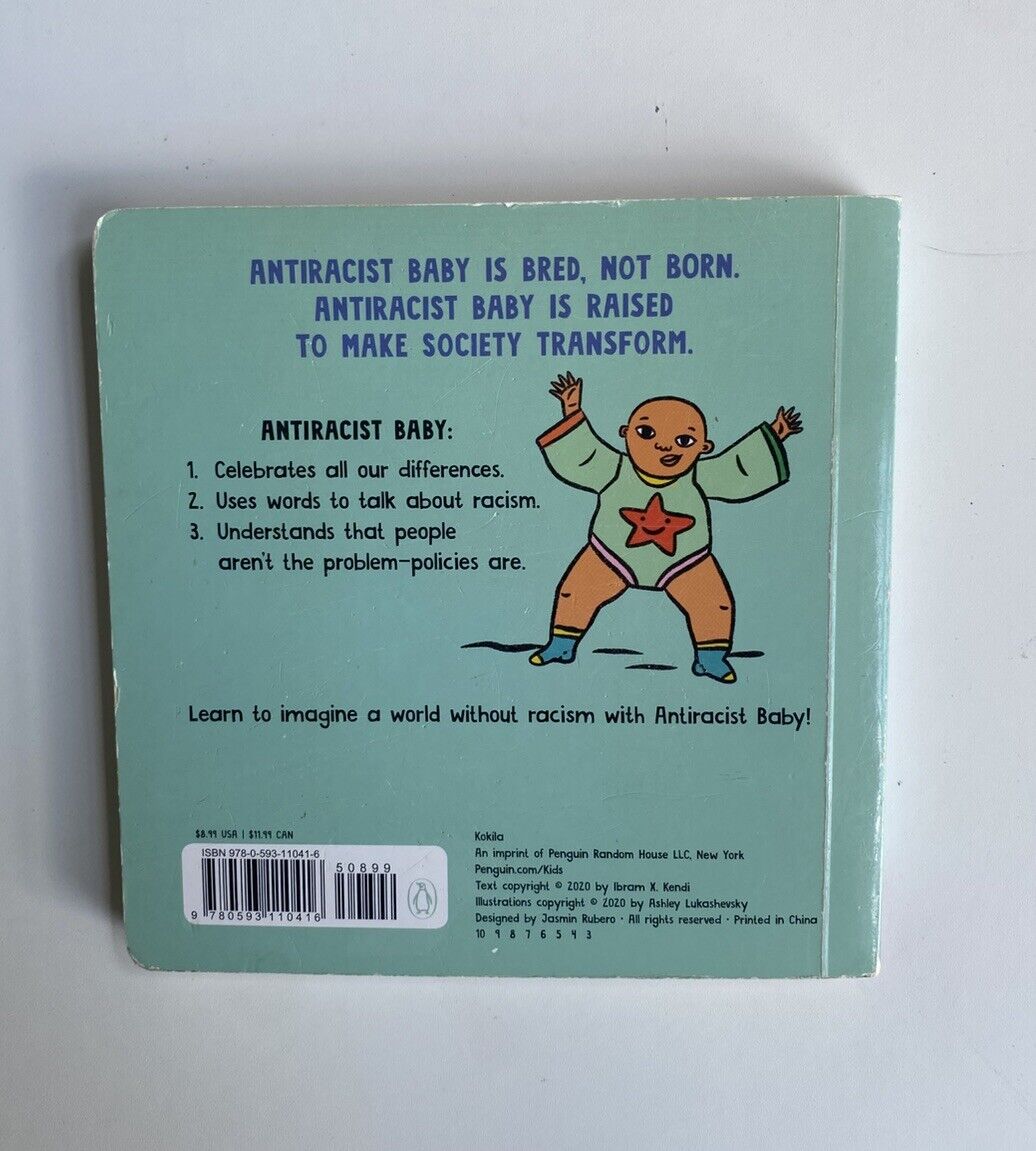 ANTIRACIST BABY IS BRED, NOT BORN.
ANTIRACIST BABY IS RAISED
TO MAKE SOCIETY TRANSFORM.
ANTIRACIST BABY:
1. Celebrates all our differences.
2. Uses words to talk about racism.
3. Understands that people
aren't the problem—policies are.
Learn to imagine a world without racism with Antiracist Baby!
$8.99 USA | $11.99 CAN
ISBN 978-0-593-11041-6
50899
9 780593 110416
Kokila
An imprint of Penguin Random House LLC, New York
Penguin.com/Kids
Text copyright © 2020 by Ibram X. Kendi
Illustrations copyright © 2020 by Ashley Lukashevsky
Designed by Jasmin Rubero · All rights reserved · Printed in China
10 9 8 7 6 5 4 3